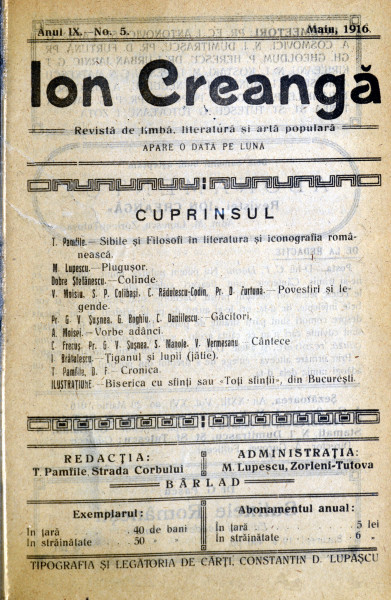 Anul IX. No. 5. Maiu, 1916.
Ion Creangă
Revistă de limbă, literatură și artă populară
APARE O DATĂ PE LUNĂ
CUPRINSUL
T. Pamfile.—Sibile și Filosofi în literatura și iconografia româ-
nească.
M. Lupescu.—Plugușor.
Dobre Ștefănescu.—Colinde.
V. Moisiu, S. P. Colibași, C. Rădulescu-Codin, Pr. D. Furtună.—Povestiri și le-
gende.
Pr. G. V. Șușnea, G. Boghiu, C. Danilescu—Găcitori,
A. Moisei.—Vorbe adânci.
C Frecuș, Pr. G. V. Șușnea, S. Manole, V. Vermeșanu—Cântece
I Brătulescu—Țiganul și lupii (jâtie).
T. Pamfile, D. F—Cronica.
ILUSTRAȚIUNE—Biserica cu sfinți sau «Toți sfinții», din București.
REDACȚIA:
T. Pamfile, Strada Corbului
ADMINISTRAȚIA:
M. Lupescu, Zorleni-Tutova
BÂRLAD
Exemplarul:
În țară . . 40 de bani
În străinătate . 50 » »
Abonamentul anual:
În țară . . . 5 lei
În străinătate . . 6 »
TIPOGRAFIA ȘI LEGĂTORIA DE CĂRȚI, CONSTANTIN D. LUPAȘCU